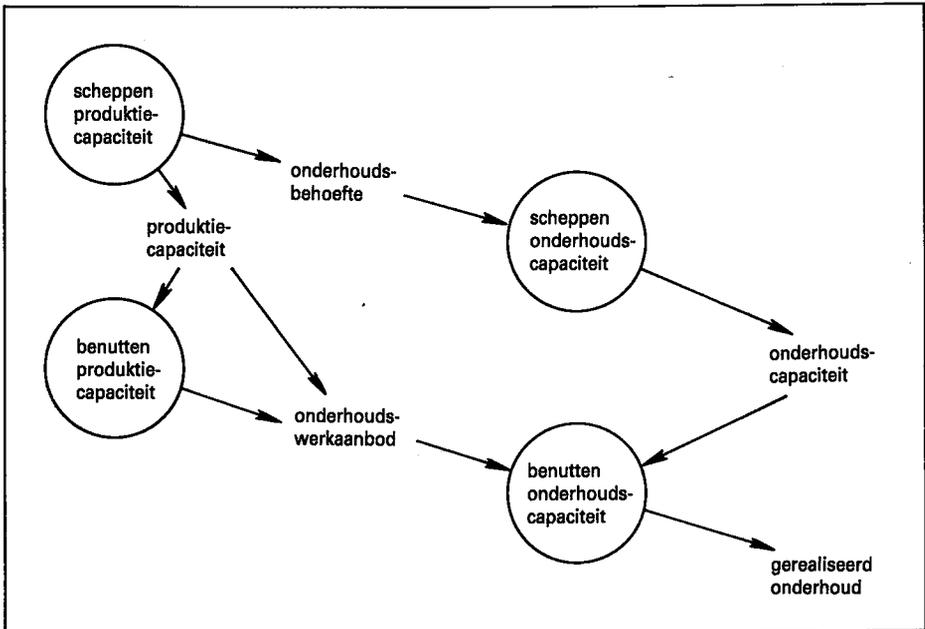 scheppen
produktie-
capaciteit
onderhouds-
behoefte
produktie-
capaciteit
scheppen
onderhouds-
capaciteit
benutten
produktie-
capaciteit
onderhouds-
capaciteit
onderhouds-
werkaanbod
benutten
onderhouds-
capaciteit
gerealiseerd
onderhoud